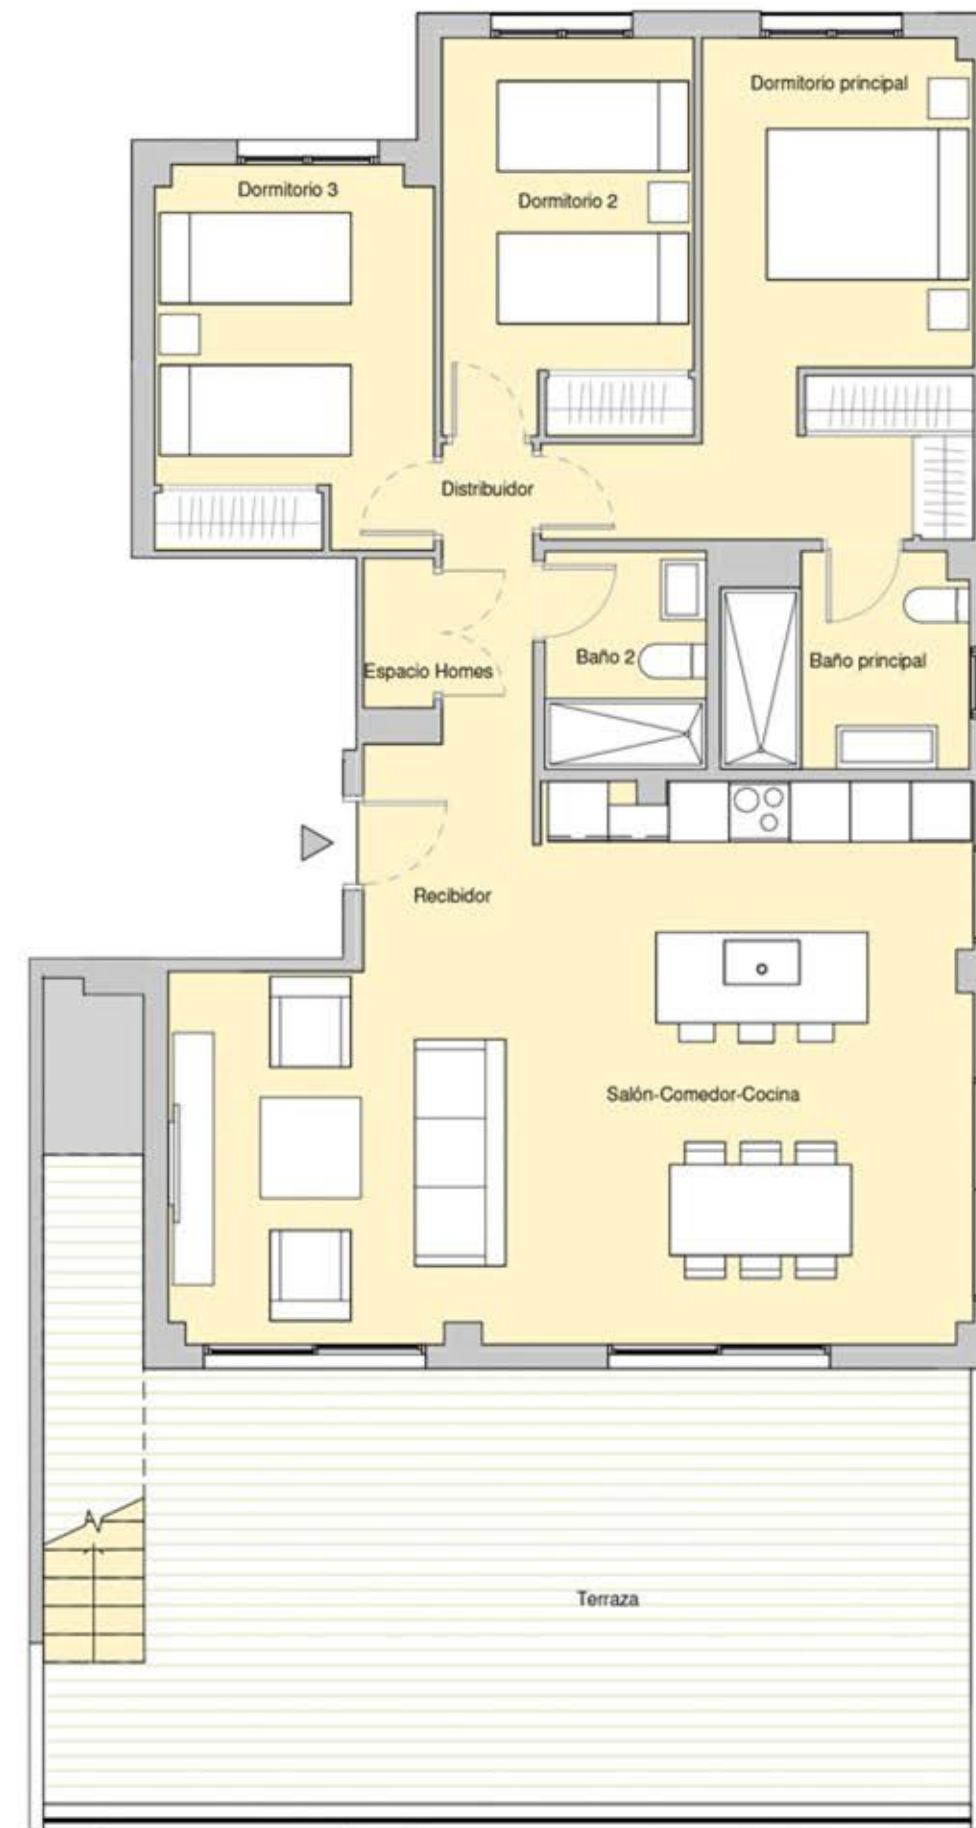 Dormitorio principal
Dormitorio 3
Dormitorio 2
Distribuidor
Baño 2
Baño principal
Espacio Homes
Recibidor
Salón-Comedor-Cocina
Terraza